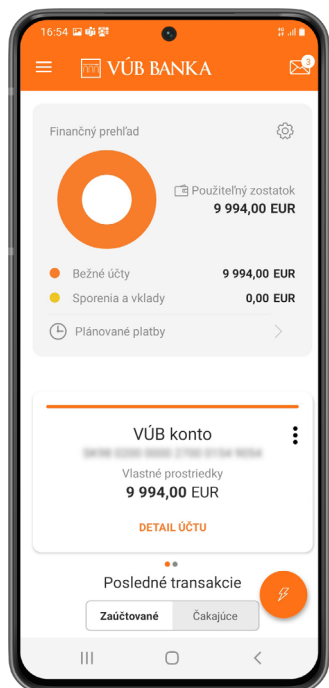 16:54
VÚB BANKA
3
Finančný prehľad
Použiteľný zostatok
9 994,00 EUR
Bežné účty 9 994,00 EUR
Sporenia a vklady 0,00 EUR
Plánované platby
VÚB konto
Vlastné prostriedky
9 994,00 EUR
DETAIL ÚČTU
Posledné transakcie
Zaúčtované Čakajúce